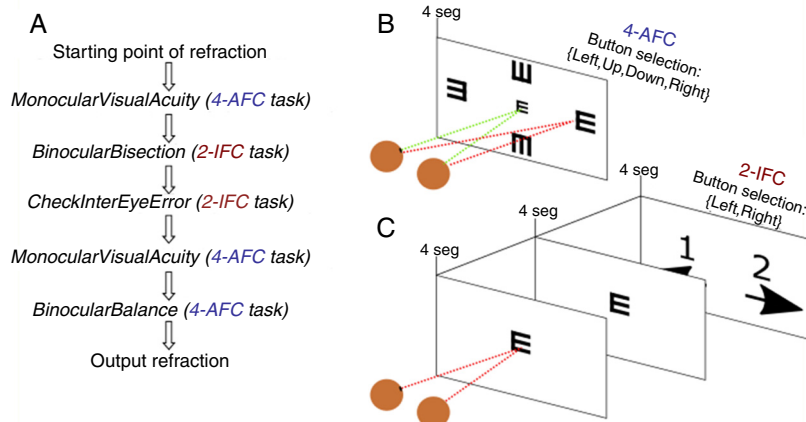 A
Starting point of refraction
MonocularVisualAcuity (4-AFC task)
BinocularBisection (2-IFC task)
CheckInterEyeError (2-IFC task)
MonocularVisualAcuity (4-AFC task)
BinocularBalance (4-AFC task)
Output refraction
B
4 seg
4-AFC
Button selection:
{Left,Up,Down,Right}
E
E
E
E
E
C
4 seg
4 seg
4 seg
2-IFC
Button selection:
{Left,Right}
1
2
E
E